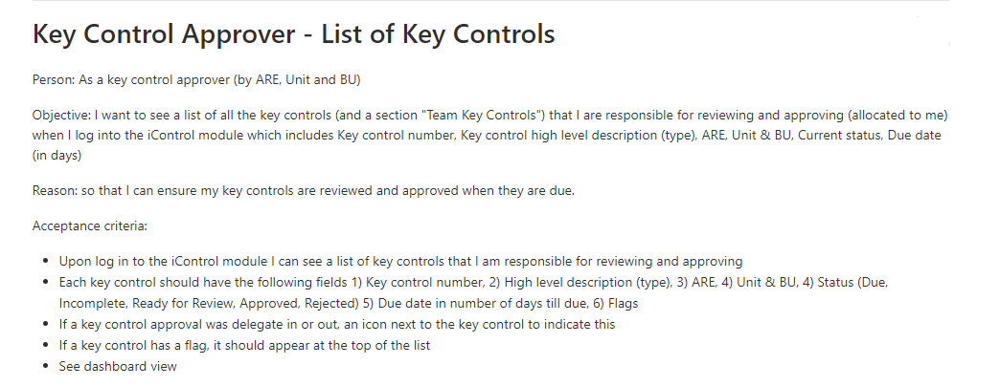 Key Control Approver - List of Key Controls
Person: As a key control approver (by ARE, Unit and BU)
Objective: I want to see a list of all the key controls (and a section "Team Key Controls") that I are responsible for reviewing and approving (allocated to me)
when I log into the iControl module which includes Key control number, Key control high level description (type), ARE, Unit & BU, Current status, Due date
(in days)
Reason: so that I can ensure my key controls are reviewed and approved when they are due.
Acceptance criteria:
• Upon log in to the iControl module I can see a list of key controls that I am responsible for reviewing and approving
• Each key control should have the following fields 1) Key control number, 2) High level description (type), 3) ARE, 4) Unit & BU, 4) Status (Due,
Incomplete, Ready for Review, Approved, Rejected) 5) Due date in number of days till due, 6) Flags
• If a key control approval was delegate in or out, an icon next to the key control to indicate this
• If a key control has a flag, it should appear at the top of the list
• See dashboard view